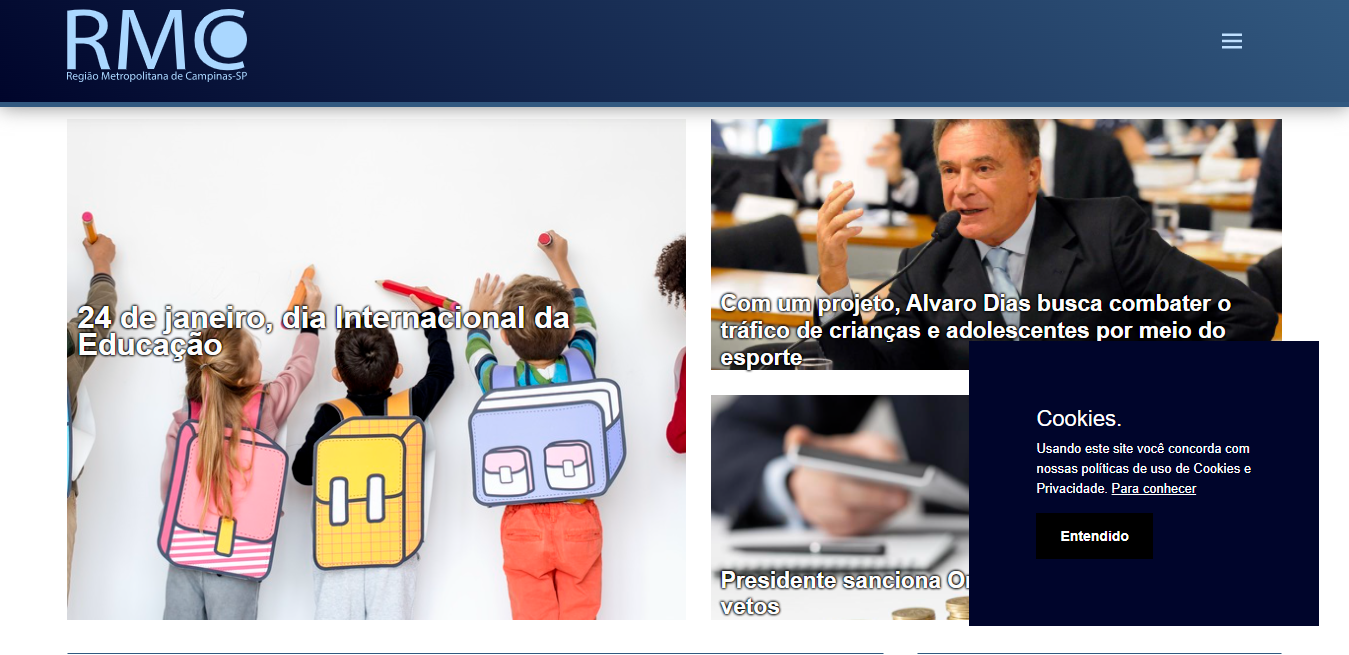 RMC
Região Metropolitana de Campinas-SP
24 de janeiro, dia Internacional da
Educação
Com um projeto, Alvaro Dias busca combater o
tráfico de crianças e adolescentes por meio do
esporte
Presidente sanciona
vetos
Cookies.
Usando este site você concorda com
nossas políticas de uso de Cookies e
Privacidade. Para conhecer
Entendido